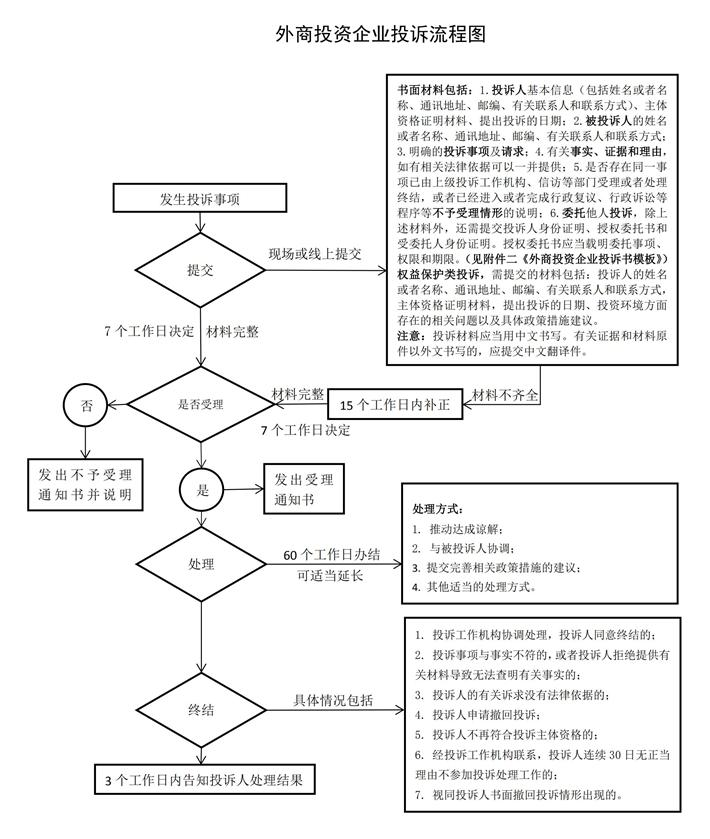 外商投资企业投诉流程图
书面材料包括：1.投诉人基本信息（包括姓名或者名
称、通讯地址、邮编、有关联系人和联系方式）、主体
资格证明材料、提出投诉的日期；2.被投诉人的姓名
或者名称、通讯地址、邮编、有关联系人和联系方式；
3.明确的投诉事项及请求；4.有关事实、证据和理由，
如有相关法律依据可以一并提供；5.是否存在同一事
项已由上级投诉工作机构、信访等部门受理或者处理
终结，或者已经进入或者完成行政复议、行政诉讼等
程序等不予受理情形的说明；6.委托他人投诉，除上
述材料外，还需提交投诉人身份证明、授权委托书和
受委托人身份证明。授权委托书应当载明委托事项、
权限和期限。（见附件二《外商投资企业投诉书模板》）
权益保护类投诉，需提交的材料包括：投诉人的姓名
或者名称、通讯地址、邮编、有关联系人和联系方式，
主体资格证明材料，提出投诉的日期、投资环境方面
存在的相关问题以及具体政策措施建议。
注意：投诉材料应当用中文书写。有关证据和材料原
件以外文书写的，应提交中文翻译件。
发生投诉事项
提交
现场或线上提交
7 个工作日决定
材料完整
是否受理
材料完整
7 个工作日决定
15 个工作日内补正
材料不齐全
否
发出不予受理
通知书并说明
是
发出受理
通知书
处理
60 个工作日办结
可适当延长
处理方式：
1. 推动达成谅解；
2. 与被投诉人协调；
3. 提交完善相关政策措施的建议；
4. 其他适当的处理方式。
终结
具体情况包括
1. 投诉工作机构协调处理，投诉人同意终结的；
2. 投诉事项与事实不符的，或者投诉人拒绝提供有
关材料导致无法查明有关事实的；
3. 投诉人的有关诉求没有法律依据的；
4. 投诉人申请撤回投诉；
5. 投诉人不再符合投诉主体资格的；
6. 经投诉工作机构联系，投诉人连续 30 日无正当
理由不参加投诉处理工作的；
7. 视同投诉人书面撤回投诉情形出现的。
3 个工作日内告知投诉人处理结果